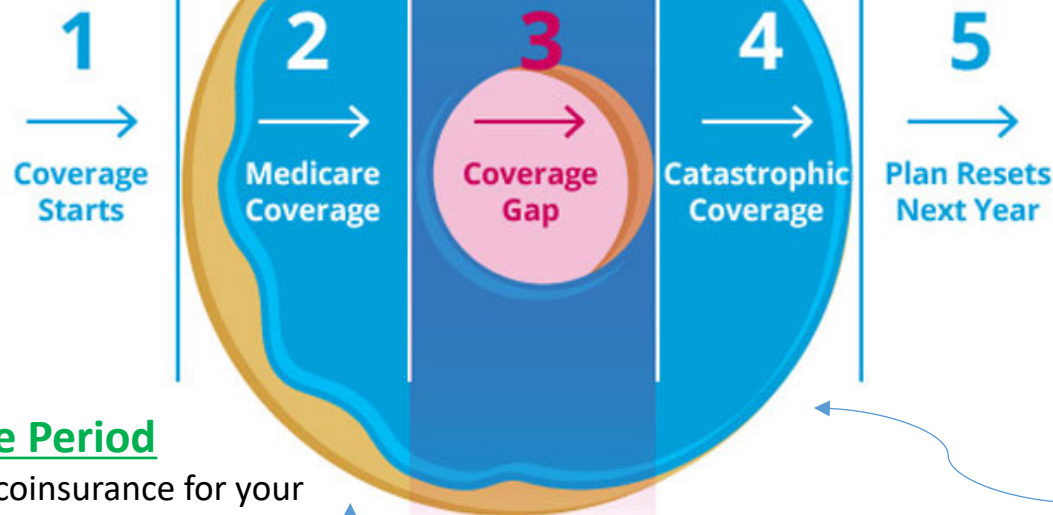 1
Coverage
Starts
2
Medicare
Coverage
3
Coverage
Gap
4
Catastrophic
Coverage
5
Plan Resets
Next Year
e Period
coinsurance for your